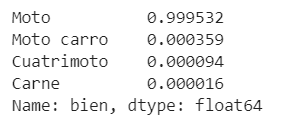 Moto 0.999532
Moto carro 0.000359
Cuatrimoto 0.000094
Carne 0.000016
Name: bien, dtype: float64